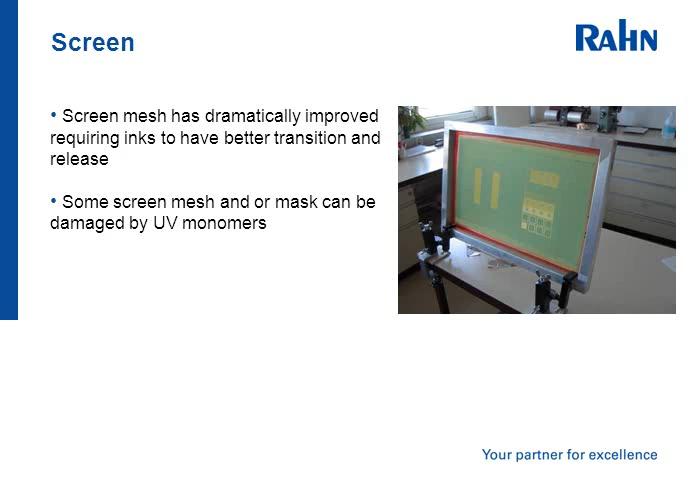 Screen
RAHN
• Screen mesh has dramatically improved
requiring inks to have better transition and
release
• Some screen mesh and or mask can be
damaged by UV monomers
Your partner for excellence